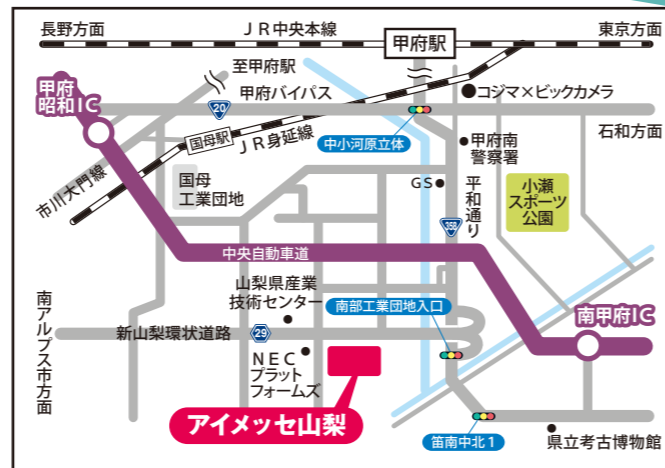 長野方面
JR中央本線
甲府駅
東京方面
至甲府駅
甲府
昭和IC
甲府バイパス
20
コジマ×ビックカメラ
石和方面
中小河原立体
国母駅
JR身延線
市川大門線
国母
工業団地
甲府南
警察署
GS
平和通り
358
小瀬
スポーツ
公園
中央自動車道
山梨県産業
技術センター
南部工業団地入口
南アルプス市方面
新山梨環状道路
29
NEC
プラット
フォームズ
南甲府IC
アイメッセ山梨
笛南中北1
県立考古博物館